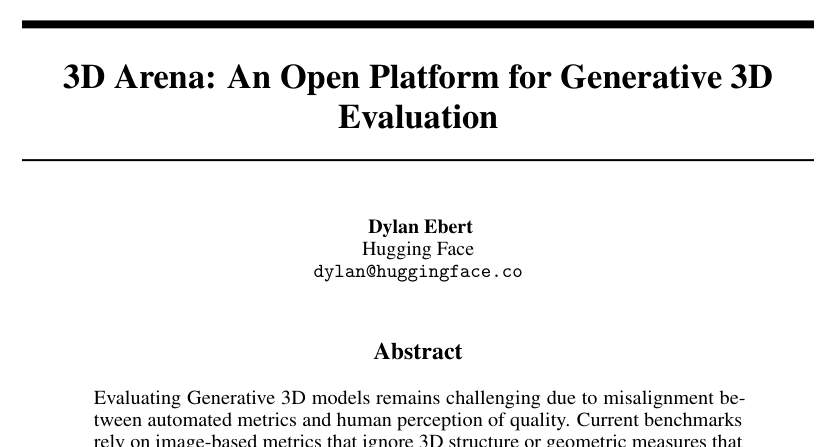 3D Arena: An Open Platform for Generative 3D
Evaluation
Dylan Ebert
Hugging Face
dylan@huggingface.co
Abstract
Evaluating Generative 3D models remains challenging due to misalignment be-
tween automated metrics and human perception of quality. Current benchmarks
rely on image-based metrics that ignore 3D structure or geometric measures that